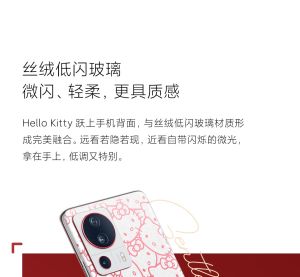 丝绒低闪玻璃
微闪、轻柔，更具质感
Hello Kitty 跃上手机背面，与丝绒低闪玻璃材质形
成完美融合。远看若隐若现，近看自带闪烁的微光，
拿在手上，低调又特别。